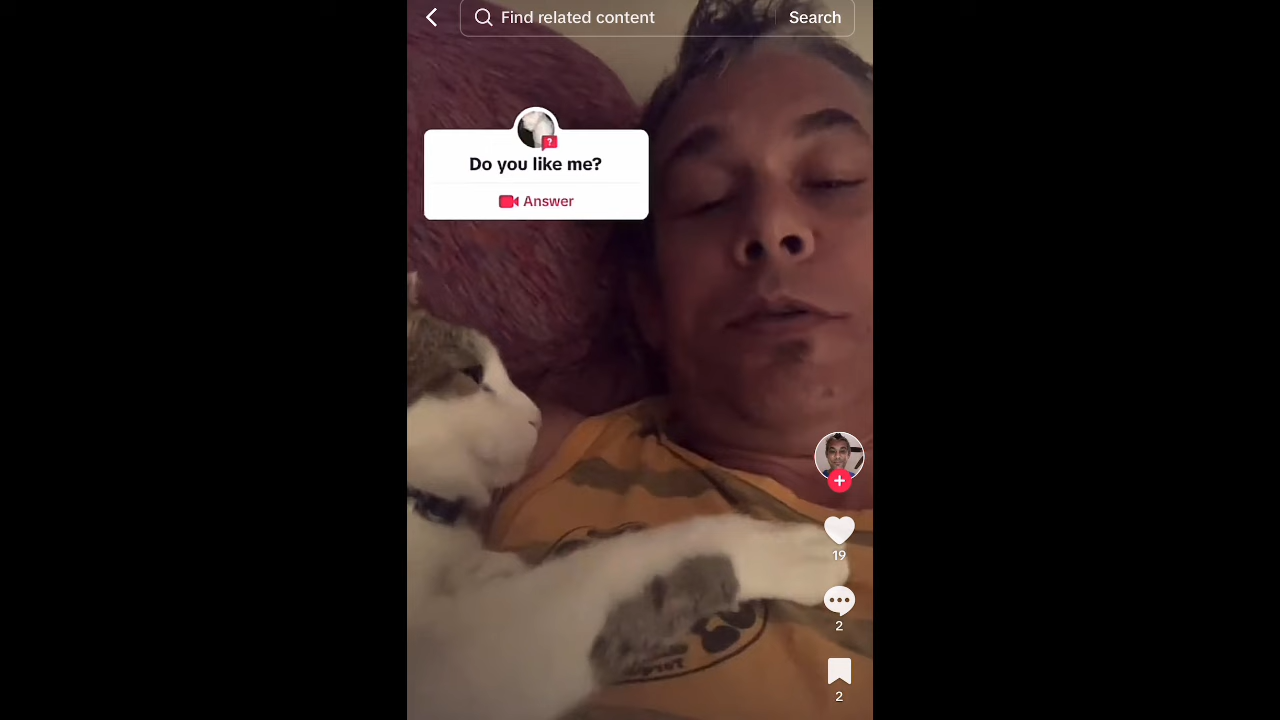 Find related content
Search
?
Do you like me?
Answer
19
2
2